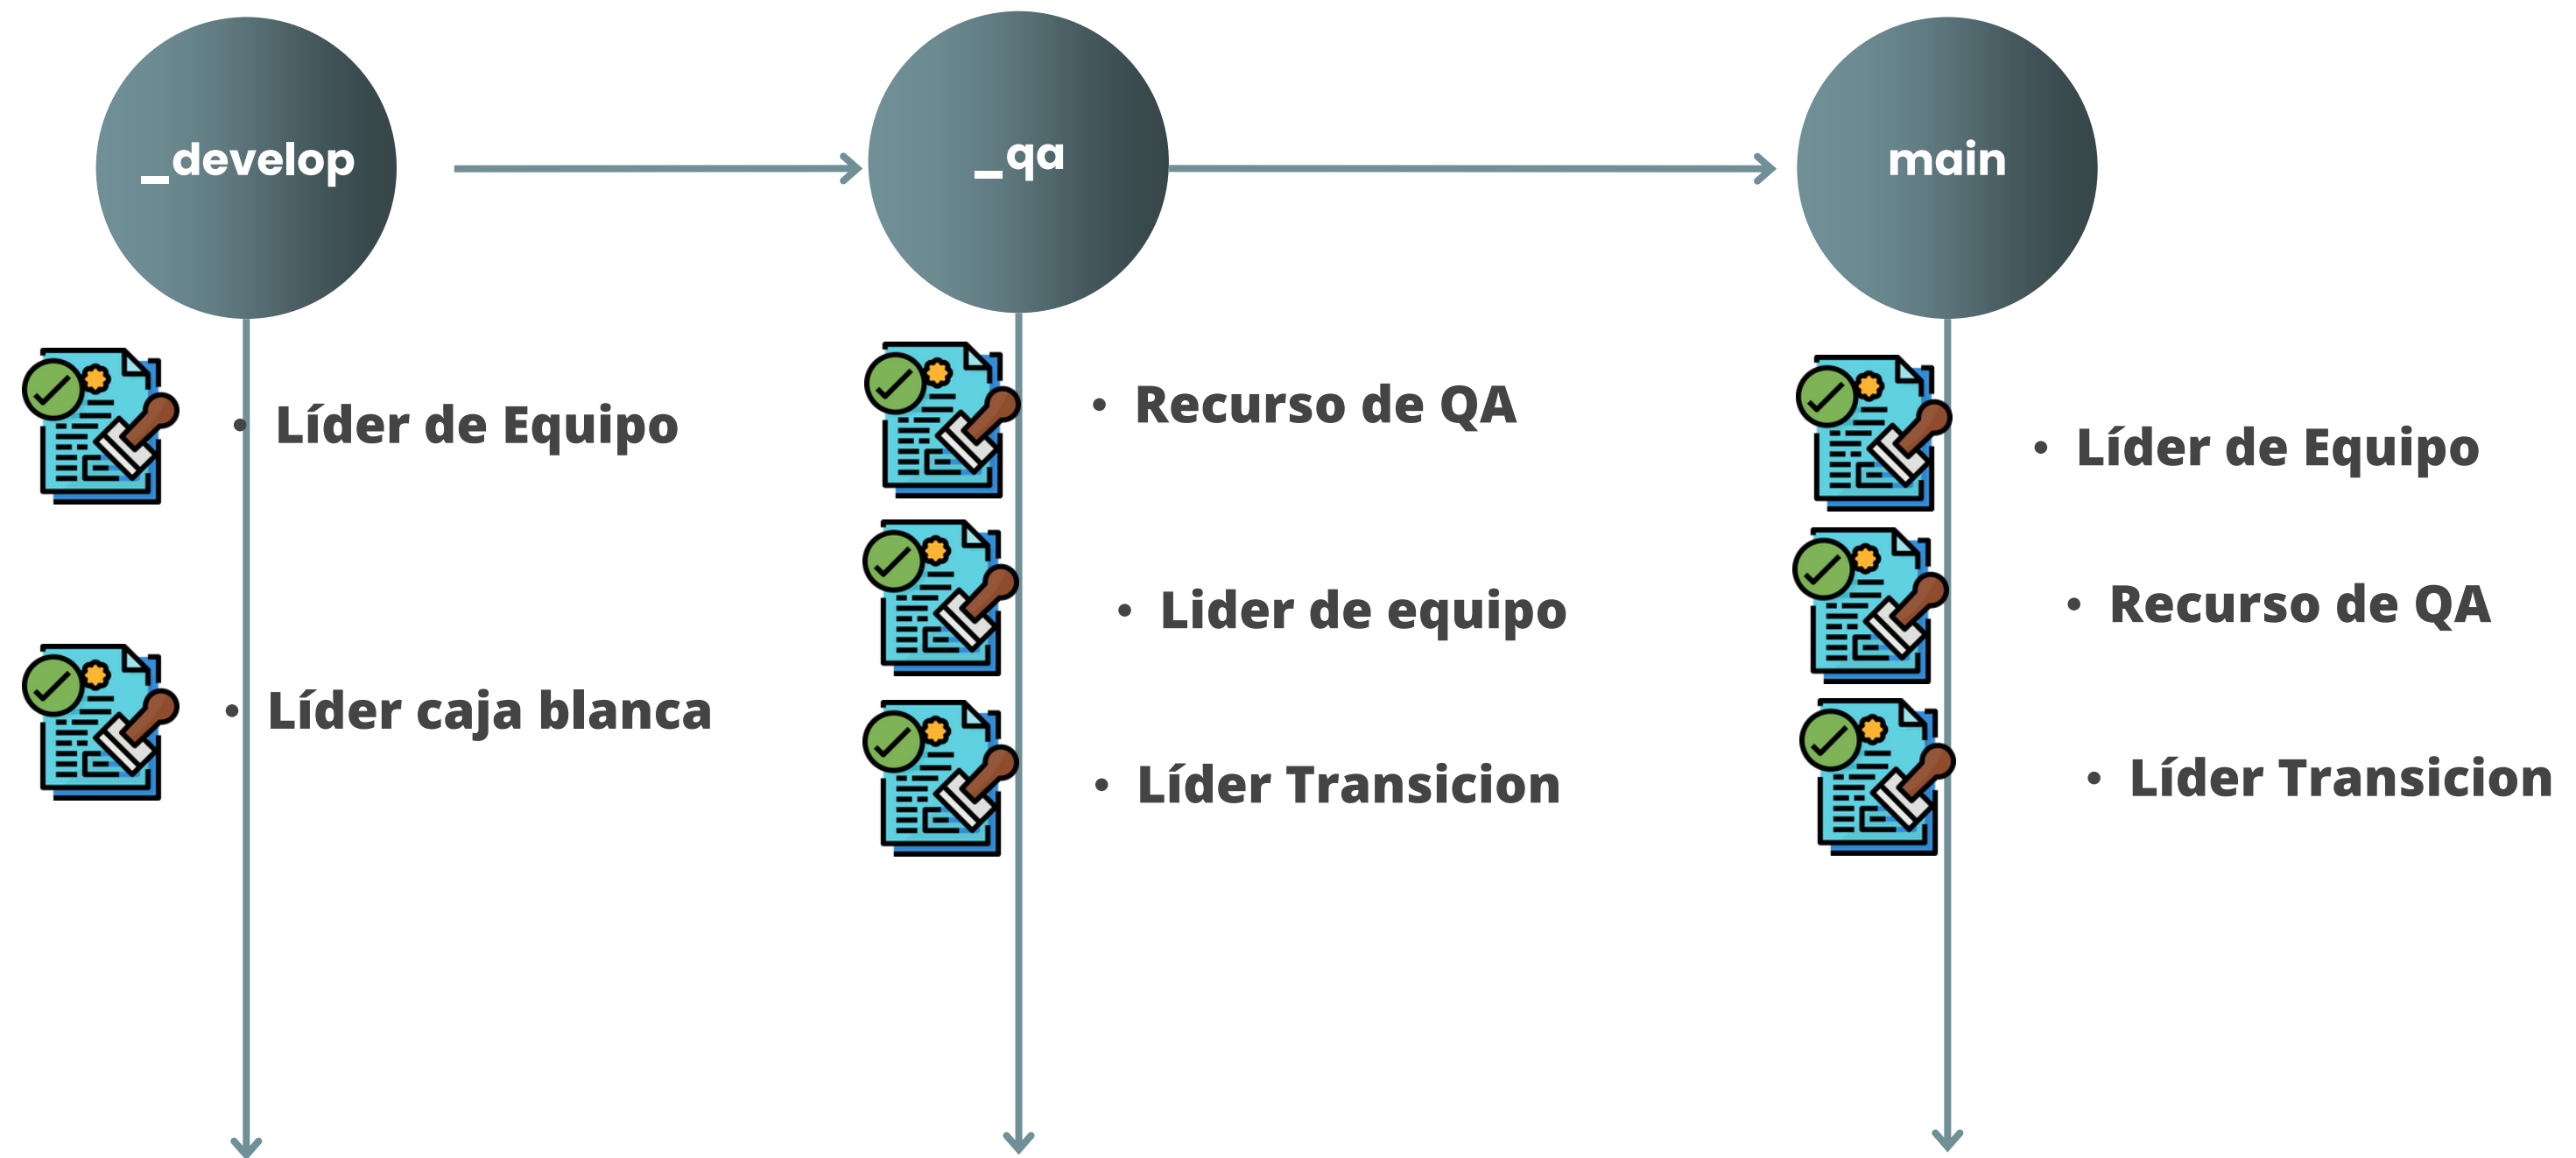 _develop
_qa
main
• Líder de Equipo
• Líder caja blanca
• Recurso de QA
• Lider de equipo
• Líder Transicion
• Líder de Equipo
• Recurso de QA
• Líder Transicion